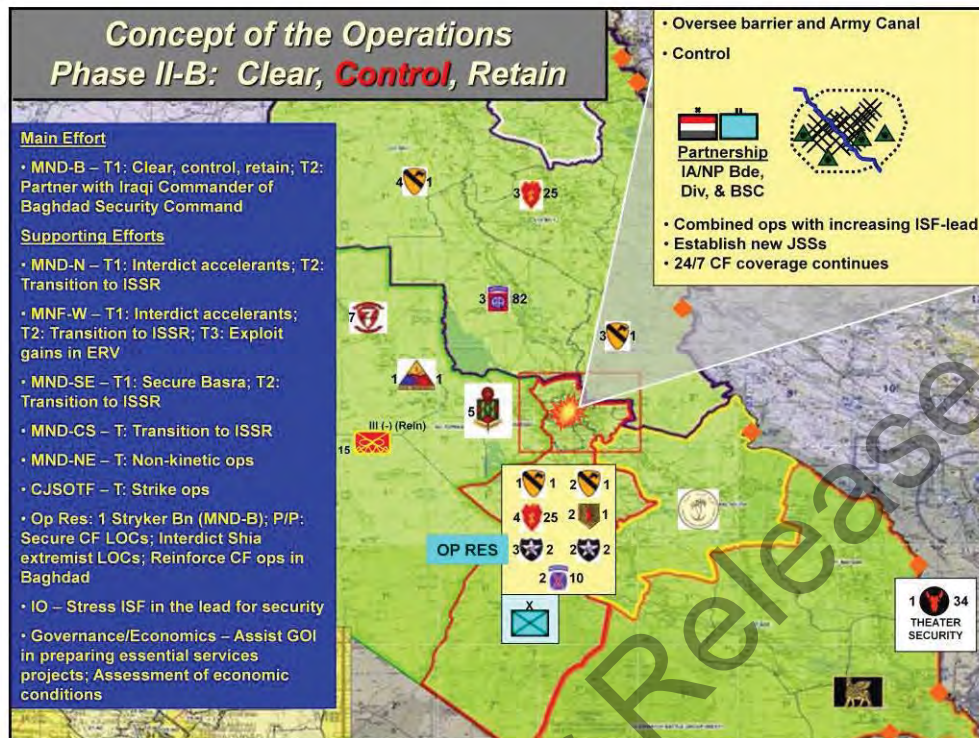 Concept of the Operations
Phase II-B: Clear, Control, Retain
Main Effort
• MND-B – T1: Clear, control, retain; T2:
Partner with Iraqi Commander of
Baghdad Security Command
Supporting Efforts
• MND-N – T1: Interdict accelerants; T2:
Transition to ISSR
• MNF-W – T1: Interdict accelerants;
T2: Transition to ISSR; T3: Exploit
gains in ERV
• MND-SE – T1: Secure Basra; T2:
Transition to ISSR
• MND-CS – T: Transition to ISSR
• MND-NE – T: Non-kinetic ops
• CJSOTF – T: Strike ops
• Op Res: 1 Stryker Bn (MND-B); P/P:
Secure CF LOCs; Interdict Shia
extremist LOCs; Reinforce CF ops in
Baghdad
• IO – Stress ISF in the lead for security
• Governance/Economics – Assist GOI
in preparing essential services
projects; Assessment of economic
conditions
• Oversee barrier and Army Canal
• Control
Partnership
IA/NP Bde,
Div, & BSC
• Combined ops with increasing ISF-lead
• Establish new JSSs
• 24/7 CF coverage continues
4 1
3 25
3 82
7
3 1
1 1
5
III (-) (Rein)
15
1 1 2 1
4 25 2 1
OP RES
3 2 2 2
2 10
X
1 34
THEATER
SECURITY
Release